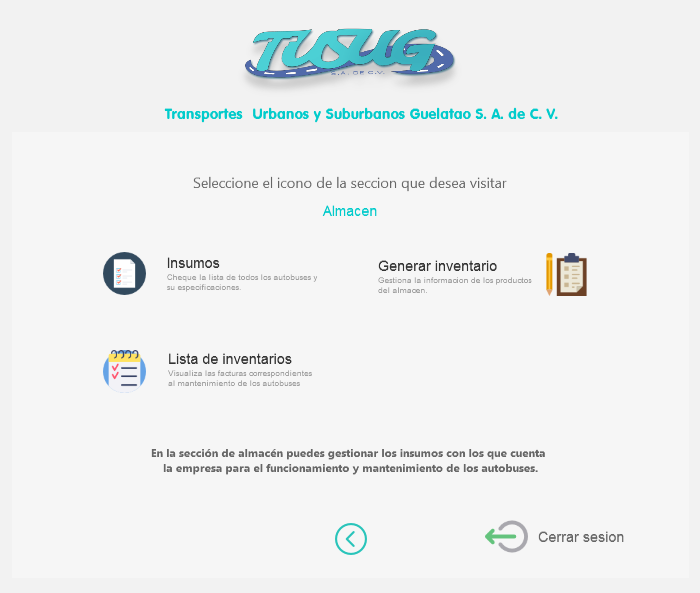 TUSUG
S.A. DE C.V.
Transportes Urbanos y Suburbanos Guelatao S. A. de C. V.
Seleccione el icono de la seccion que desea visitar
Almacen
Insumos
Cheque la lista de todos los autobuses y
su especificaciones.
Generar inventario
Gestiona la informacion de los productos
del almacen.
Lista de inventarios
Visualiza las facturas correspondientes
al mantenimiento de los autobuses
En la sección de almacén puedes gestionar los insumos con los que cuenta
la empresa para el funcionamiento y mantenimiento de los autobuses.
Cerrar sesion